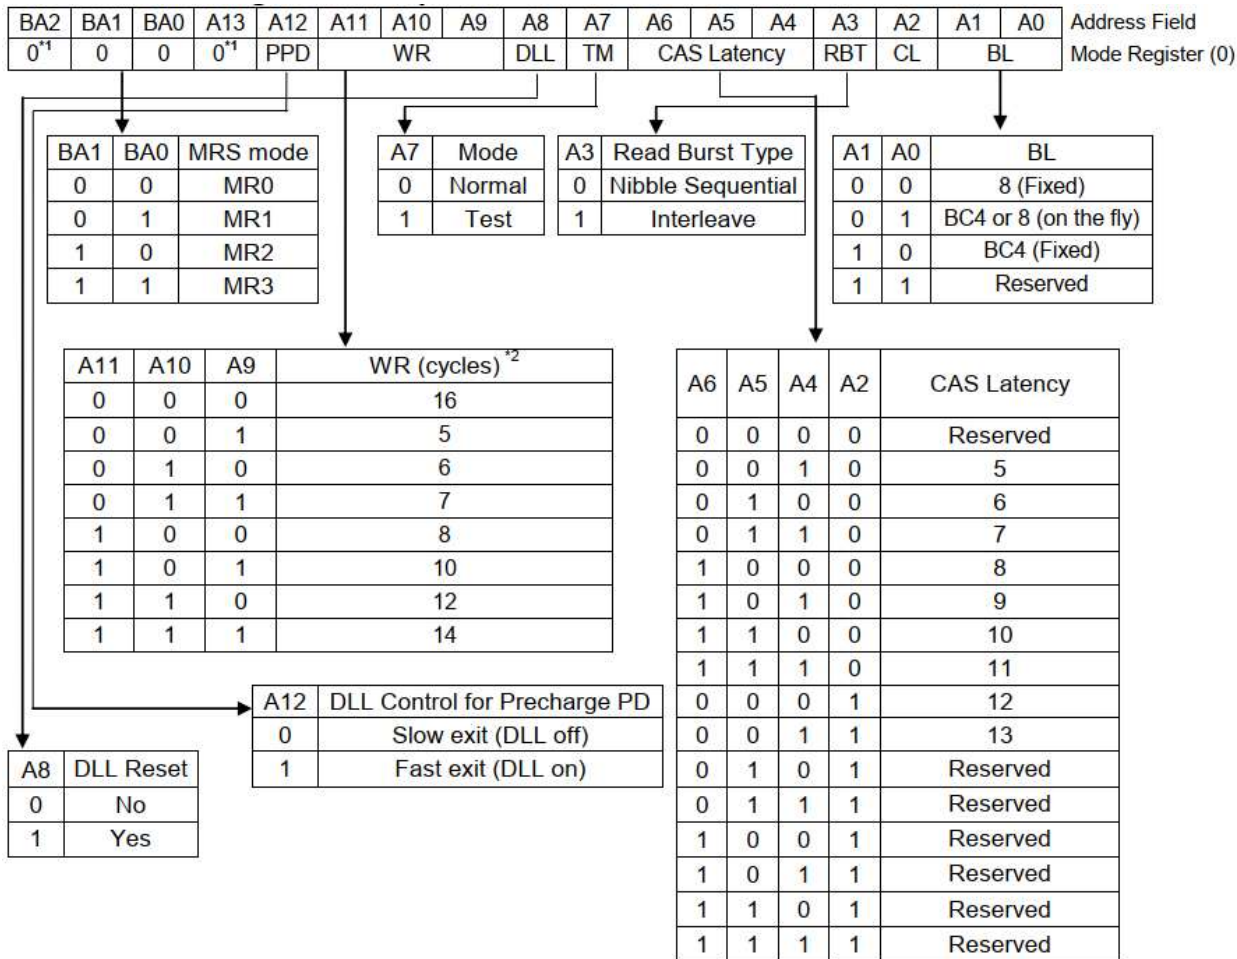 BA2 BA1 BA0 A13 A12 A11 A10 A9 A8 A7 A6 A5 A4 A3 A2 A1 A0 Address Field
0*1 0 0 0*1 PPD WR DLL TM CAS Latency RBT CL BL Mode Register (0)
BA1 BA0 MRS mode
0 0 MR0
0 1 MR1
1 0 MR2
1 1 MR3
A7 Mode
0 Normal
1 Test
A3 Read Burst Type
0 Nibble Sequential
1 Interleave
A1 A0 BL
0 0 8 (Fixed)
0 1 BC4 or 8 (on the fly)
1 0 BC4 (Fixed)
1 1 Reserved
A11 A10 A9 WR (cycles) *2
0 0 0 16
0 0 1 5
0 1 0 6
0 1 1 7
1 0 0 8
1 0 1 10
1 1 0 12
1 1 1 14
A6 A5 A4 A2 CAS Latency
0 0 0 0 Reserved
0 0 1 0 5
0 1 0 0 6
0 1 1 0 7
1 0 0 0 8
1 0 1 0 9
1 1 0 0 10
1 1 1 0 11
0 0 0 1 12
0 0 1 1 13
0 1 0 1 Reserved
0 1 1 1 Reserved
1 0 0 1 Reserved
1 0 1 1 Reserved
1 1 0 1 Reserved
1 1 1 1 Reserved
A12 DLL Control for Precharge PD
0 Slow exit (DLL off)
1 Fast exit (DLL on)
A8 DLL Reset
0 No
1 Yes